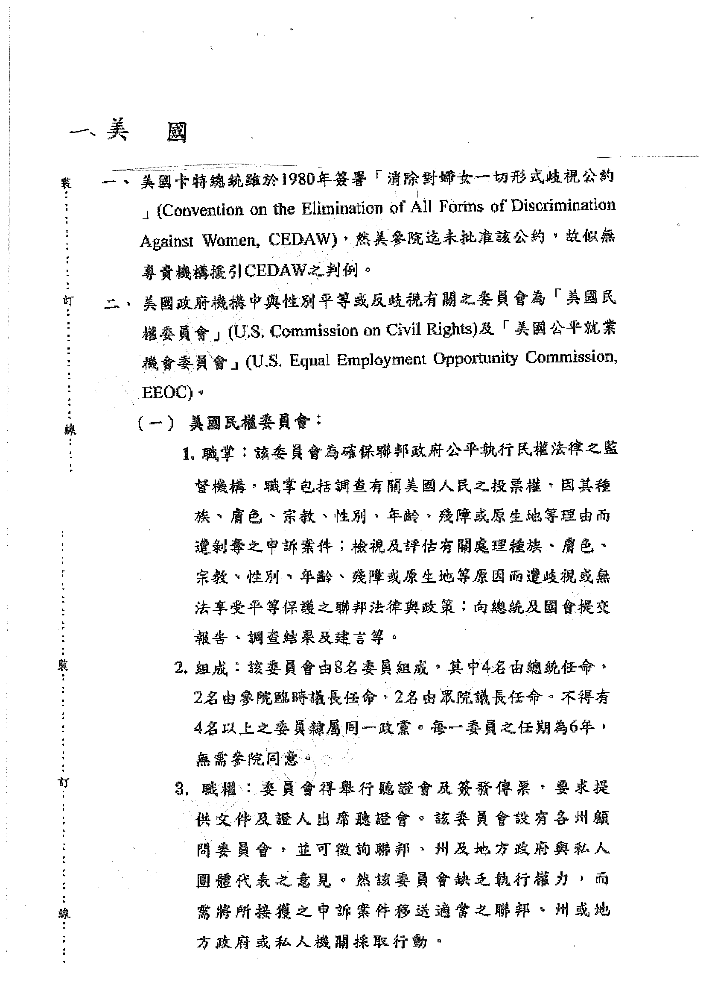 一、美 國
一、美國卡特總統雖於1980年簽署「消除對婦女一切形式歧視公約
」(Convention on the Elimination of All Forms of Discrimination
Against Women, CEDAW)，然美參院迄未批准該公約，故似無
專責機構援引CEDAW之判例。
二、美國政府機構中與性別平等或反歧視有關之委員會為「美國民
權委員會」(U.S. Commission on Civil Rights)及「美國公平就業
機會委員會」(U.S. Equal Employment Opportunity Commission,
EEOC)。
(一) 美國民權委員會：
1. 職掌：該委員會為確保聯邦政府公平執行民權法律之監
督機構，職掌包括調查有關美國人民之投票權，因其種
族、膚色、宗教、性別、年齡、殘障或原生地等理由而
遭剝奪之申訴案件；檢視及評估有關處理種族、膚色、
宗教、性別、年齡、殘障或原生地等原因而遭歧視或無
法享受平等保護之聯邦法律與政策；向總統及國會提交
報告、調查結果及建言等。
2. 組成：該委員會由8名委員組成，其中4名由總統任命，
2名由參院臨時議長任命，2名由眾院議長任命。不得有
4名以上之委員隸屬同一政黨。每一委員之任期為6年，
無需參院同意。
3. 職權：委員會得舉行聽證會及簽發傳票，要求提
供文件及證人出席聽證會。該委員會設有各州顧
問委員會，並可徵詢聯邦、州及地方政府與私人
團體代表之意見。然該委員會缺乏執行權力，而
需將所接獲之申訴案件移送適當之聯邦、州或地
方政府或私人機關採取行動。
裝
訂
線
裝
訂
線